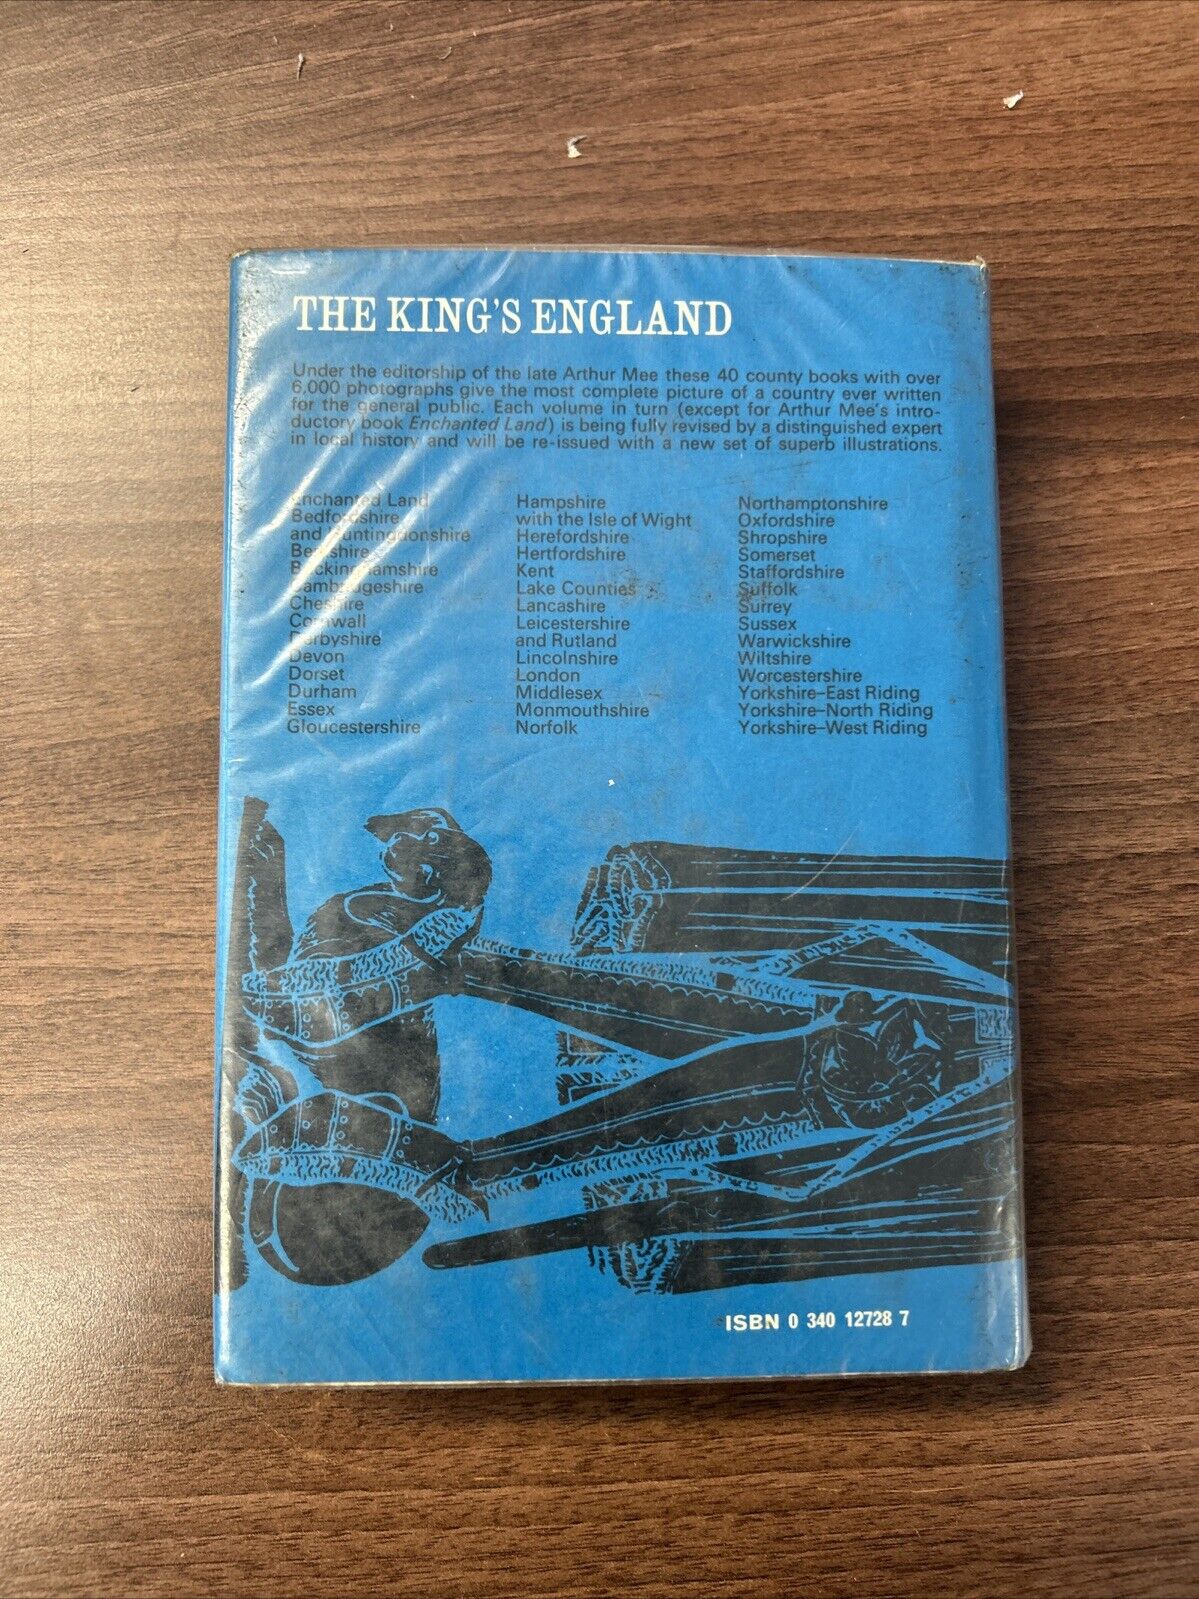 THE KING'S ENGLAND
Under the editorship of the late Arthur Mee these 40 county books with over
6,000 photographs give the most complete picture of a country ever written
for the general public. Each volume in turn (except for Arthur Mee's intro-
ductory book Enchanted Land) is being fully revised by a distinguished expert
in local history and will be re-issued with a new set of superb illustrations.
Enchanted Land
Bedfordshire
and Huntingdonshire
Berkshire
Buckinghamshire
Cambridgeshire
Cheshire
Cornwall
Derbyshire
Devon
Dorset
Durham
Essex
Gloucestershire
Hampshire
with the Isle of Wight
Herefordshire
Hertfordshire
Kent
Lake Counties
Lancashire
Leicestershire
and Rutland
Lincolnshire
London
Middlesex
Monmouthshire
Norfolk
Northamptonshire
Oxfordshire
Shropshire
Somerset
Staffordshire
Suffolk
Surrey
Sussex
Warwickshire
Wiltshire
Worcestershire
Yorkshire–East Riding
Yorkshire–North Riding
Yorkshire–West Riding
ISBN 0 340 12728 7